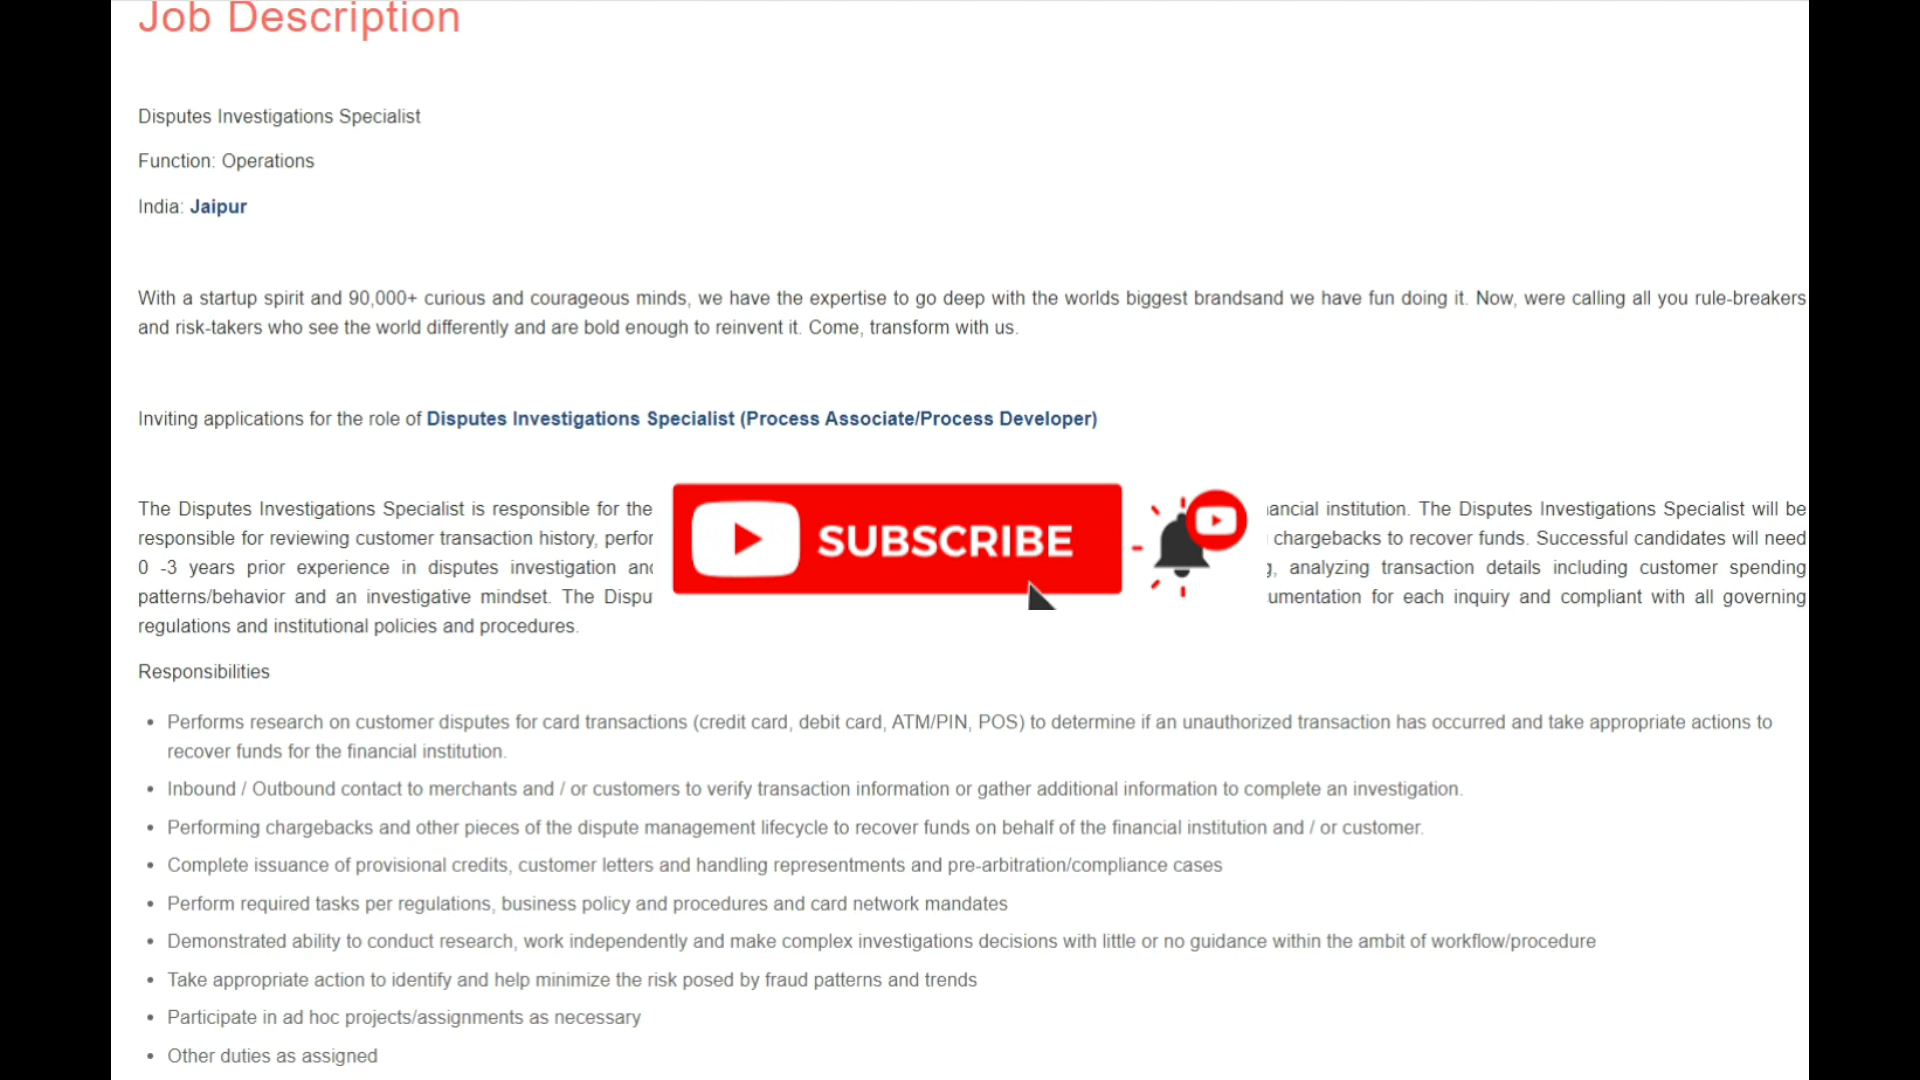 Job Description
Disputes Investigations Specialist
Function: Operations
India: Jaipur
With a startup spirit and 90,000+ curious and courageous minds, we have the expertise to go deep with the worlds biggest brandsand we have fun doing it. Now, were calling all you rule-breakers
and risk-takers who see the world differently and are bold enough to reinvent it. Come, transform with us.
Inviting applications for the role of Disputes Investigations Specialist (Process Associate/Process Developer)
The Disputes Investigations Specialist is responsible for the institution. The Disputes Investigations Specialist will be
responsible for reviewing customer transaction history, chargebacks to recover funds. Successful candidates will need
0 -3 years prior experience in disputes investigation analyzing transaction details including customer spending
patterns/behavior and an investigative mindset. The for each inquiry and compliant with all governing
regulations and institutional policies and procedures.
SUBSCRIBE
Responsibilities
• Performs research on customer disputes for card transactions (credit card, debit card, ATM/PIN, POS) to determine if an unauthorized transaction has occurred and take appropriate actions to
recover funds for the financial institution.
• Inbound / Outbound contact to merchants and / or customers to verify transaction information or gather additional information to complete an investigation.
• Performing chargebacks and other pieces of the dispute management lifecycle to recover funds on behalf of the financial institution and / or customer.
• Complete issuance of provisional credits, customer letters and handling representments and pre-arbitration/compliance cases
• Perform required tasks per regulations, business policy and procedures and card network mandates
• Demonstrated ability to conduct research, work independently and make complex investigations decisions with little or no guidance within the ambit of workflow/procedure
• Take appropriate action to identify and help minimize the risk posed by fraud patterns and trends
• Participate in ad hoc projects/assignments as necessary
• Other duties as assigned